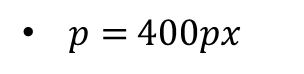 • p = 400px